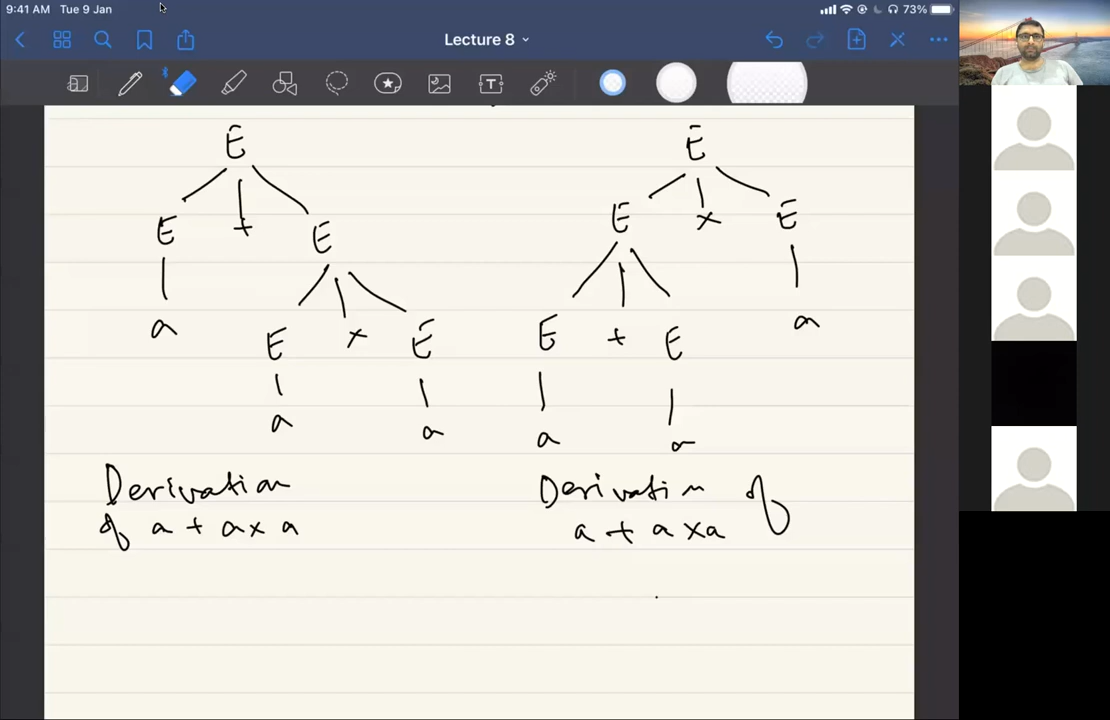 9:41 AM Tue 9 Jan
73%
Lecture 8
T
E
E
E + E
E x E
a
a
E x E
E + E
a a
a a
Derivation
of a + a x a
Derivation of
a + a x a